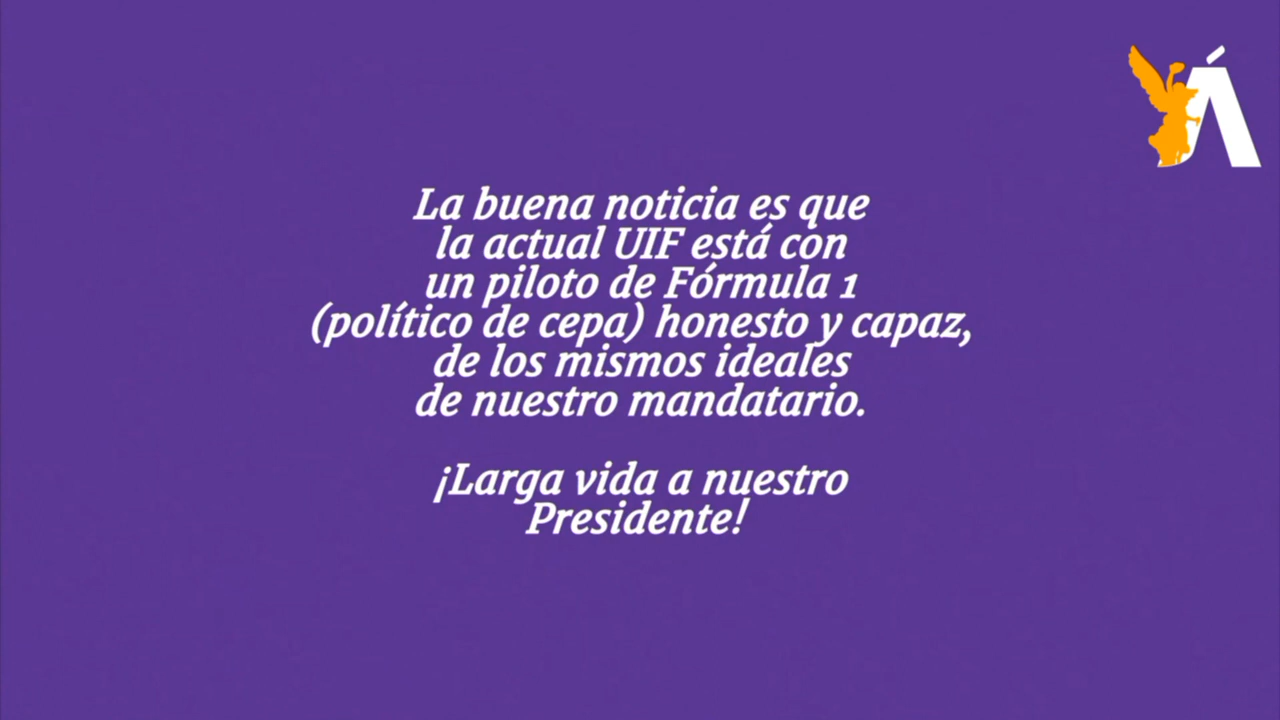 Á
La buena noticia es que
la actual UIF está con
un piloto de Fórmula 1
(político de cepa) honesto y capaz,
de los mismos ideales
de nuestro mandatario.
¡Larga vida a nuestro
Presidente!